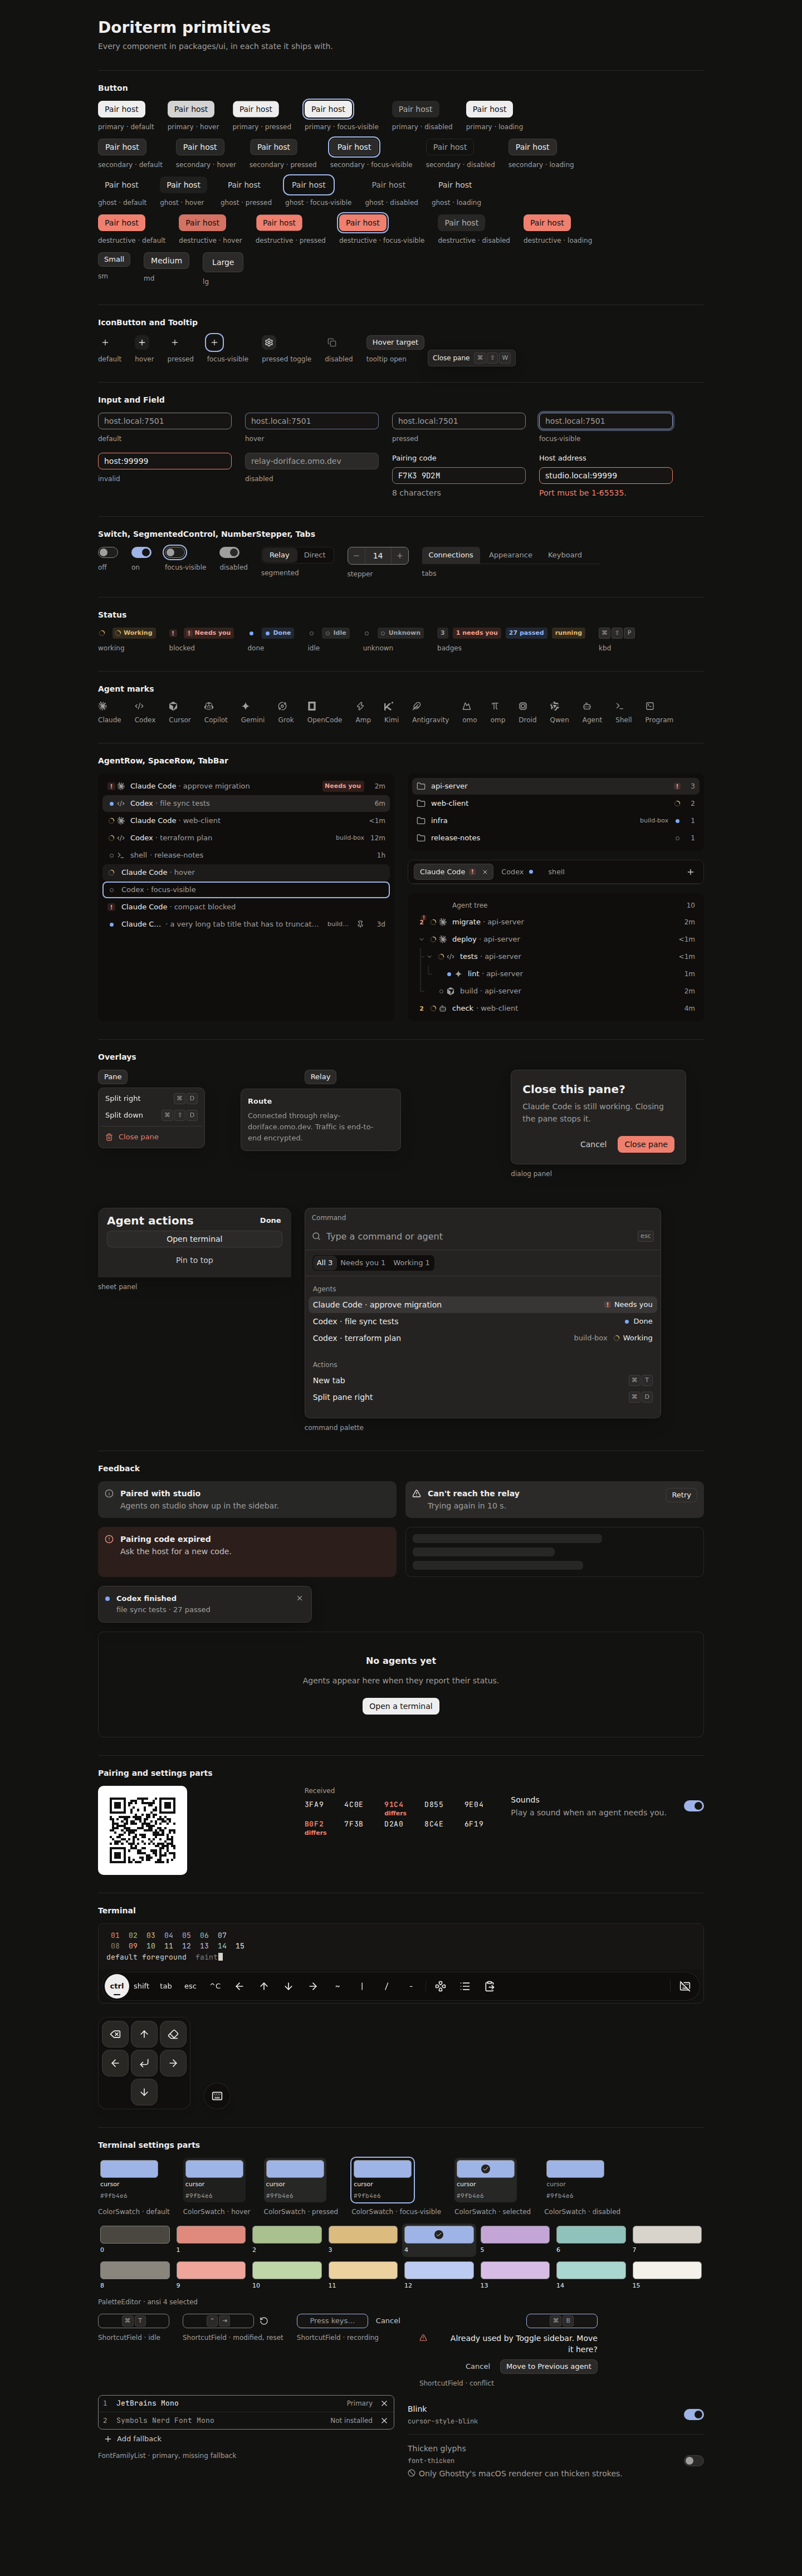 Doriterm primitives
Every component in packages/ui, in each state it ships with.
Button
Pair host Pair host Pair host Pair host Pair host Pair host
primary · default primary · hover primary · pressed primary · focus-visible primary · disabled primary · loading
Pair host Pair host Pair host Pair host Pair host Pair host
secondary · default secondary · hover secondary · pressed secondary · focus-visible secondary · disabled secondary · loading
Pair host Pair host Pair host Pair host Pair host Pair host
ghost · default ghost · hover ghost · pressed ghost · focus-visible ghost · disabled ghost · loading
Pair host Pair host Pair host Pair host Pair host Pair host
destructive · default destructive · hover destructive · pressed destructive · focus-visible destructive · disabled destructive · loading
Small Medium Large
sm md lg
IconButton and Tooltip
Hover target
default hover pressed focus-visible pressed toggle disabled tooltip open
Close pane ⌘ ⇧ W
Input and Field
host.local:7501 host.local:7501 host.local:7501 host.local:7501
default hover pressed focus-visible
Pairing code Host address
host:99999 relay-doriface.omo.dev F7K3 9D2M studio.local:99999
invalid disabled 8 characters Port must be 1-65535.
Switch, SegmentedControl, NumberStepper, Tabs
Relay Direct − 14 + Connections Appearance Keyboard
off on focus-visible disabled segmented stepper tabs
Status
Working ! ! Needs you Done Idle Unknown 3 1 needs you 27 passed running ⌘ ⇧ P
working blocked done idle unknown badges kbd
Agent marks
Claude Codex Cursor Copilot Gemini Grok OpenCode Amp Kimi Antigravity omo omp Droid Qwen Agent Shell Program
AgentRow, SpaceRow, TabBar
! Claude Code · approve migration Needs you 2m
Codex · file sync tests 6m
Claude Code · web-client <1m
Codex · terraform plan build-box 12m
shell · release-notes 1h
Claude Code · hover
Codex · focus-visible
! Claude Code · compact blocked
Claude C... · a very long tab title that has to truncat... build... 3d
api-server ! 3
web-client 2
infra build-box 1
release-notes 1
Claude Code ! × Codex shell +
Agent tree 10
2 migrate · api-server 2m
deploy · api-server <1m
tests · api-server <1m
lint · api-server 1m
build · api-server 2m
2 check · web-client 4m
Overlays
Pane
Split right ⌘ D
Split down ⌘ ⇧ D
Close pane
Relay
Route
Connected through relay-
doriface.omo.dev. Traffic is end-to-
end encrypted.
Close this pane?
Claude Code is still working. Closing
the pane stops it.
Cancel Close pane
dialog panel
Agent actions Done
Open terminal
Pin to top
sheet panel
Command
Type a command or agent esc
All 3 Needs you 1 Working 1
Agents
Claude Code · approve migration ! Needs you
Codex · file sync tests Done
Codex · terraform plan build-box Working
Actions
New tab ⌘ T
Split pane right ⌘ D
command palette
Feedback
Paired with studio
Agents on studio show up in the sidebar.
Can't reach the relay
Trying again in 10 s.
Retry
Pairing code expired
Ask the host for a new code.
Codex finished ×
file sync tests · 27 passed
No agents yet
Agents appear here when they report their status.
Open a terminal
Pairing and settings parts
Received
3FA9 4C0E 91C4 D855 9E04
differs
B0F2 7F3B D2A0 8C4E 6F19
differs
Sounds
Play a sound when an agent needs you.
Terminal
01 02 03 04 05 06 07
08 09 10 11 12 13 14 15
default foreground faint
ctrl shift tab esc ^C ← ↑ ↓ → ~ | / -
Terminal settings parts
cursor cursor cursor cursor cursor cursor
#9fb4e6 #9fb4e6 #9fb4e6 #9fb4e6 #9fb4e6 #9fb4e6
ColorSwatch · default ColorSwatch · hover ColorSwatch · pressed ColorSwatch · focus-visible ColorSwatch · selected ColorSwatch · disabled
0 1 2 3 4 5 6 7
8 9 10 11 12 13 14 15
PaletteEditor · ansi 4 selected
⌘ T ⌃ ⇥ Press keys… Cancel ⌘ B
ShortcutField · idle ShortcutField · modified, reset ShortcutField · recording
Already used by Toggle sidebar. Move
it here?
Cancel Move to Previous agent
ShortcutField · conflict
1 JetBrains Mono Primary ×
2 Symbols Nerd Font Mono Not installed ×
+ Add fallback
FontFamilyList · primary, missing fallback
Blink
cursor-style-blink
Thicken glyphs
font-thicken
Only Ghostty's macOS renderer can thicken strokes.